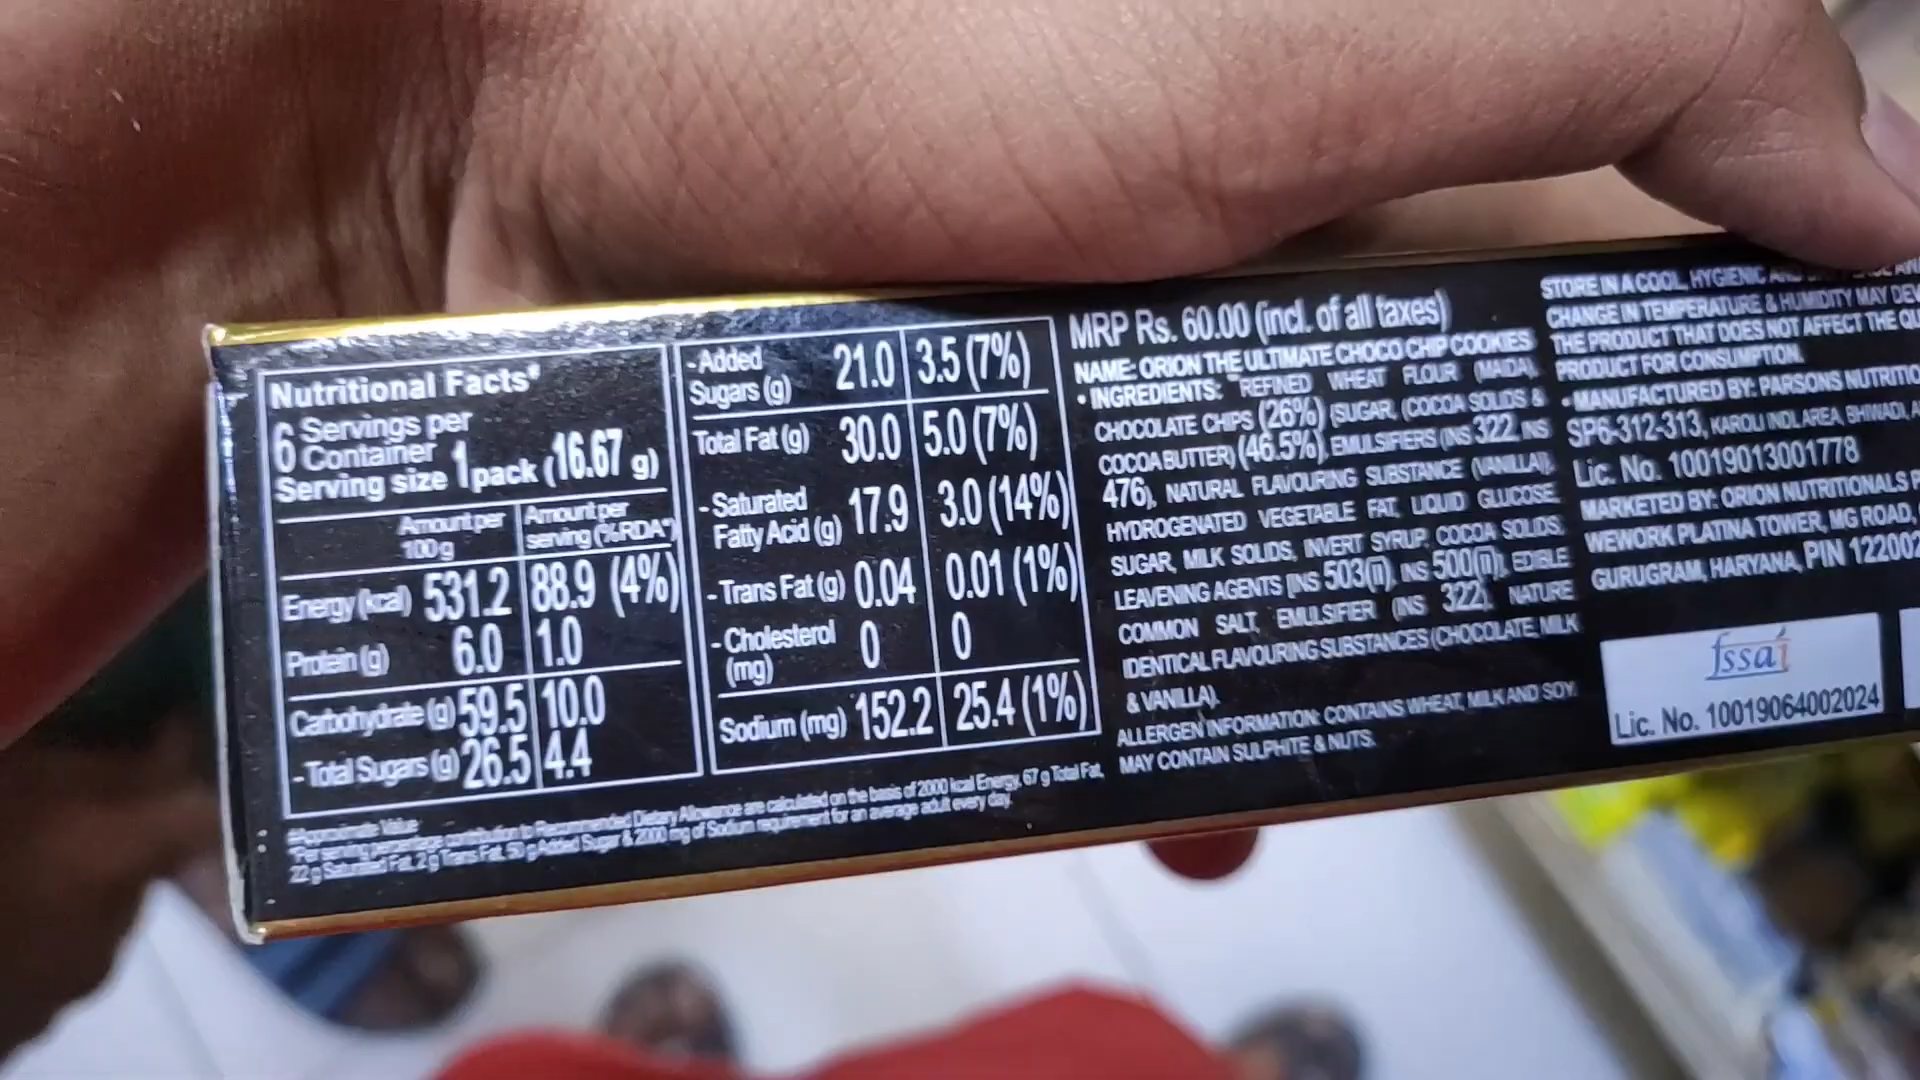 Nutritional Facts#
6 Servings per
Container
Serving size 1 pack (16.67 g)
Amount per
100 g
Amount per
serving (%RDA*)
Energy (kcal) 531.2 88.9 (4%)
Protein (g) 6.0 1.0
Carbohydrate (g) 59.5 10.0
- Total Sugars (g) 26.5 4.4
- Added
Sugars (g) 21.0 3.5 (7%)
Total Fat (g) 30.0 5.0 (7%)
- Saturated
Fatty Acid (g) 17.9 3.0 (14%)
- Trans Fat (g) 0.04 0.01 (1%)
- Cholesterol
(mg) 0 0
Sodium (mg) 152.2 25.4 (1%)
#Approximate Value
*Per serving percentage contribution to Recommended Dietary Allowance are calculated on the basis of 2000 kcal Energy, 67 g Total Fat,
22 g Saturated Fat, 2 g Trans Fat, 50 g Added Sugar & 2000 mg of Sodium requirement for an average adult every day.
MRP Rs. 60.00 (incl. of all taxes)
NAME: ORION THE ULTIMATE CHOCO CHIP COOKIES
• INGREDIENTS: REFINED WHEAT FLOUR (MAIDA),
CHOCOLATE CHIPS (26%) (SUGAR, (COCOA SOLIDS &
COCOA BUTTER) (46.5%), EMULSIFIERS (INS 322, INS
476), NATURAL FLAVOURING SUBSTANCE (VANILLA)),
HYDROGENATED VEGETABLE FAT, LIQUID GLUCOSE,
SUGAR, MILK SOLIDS, INVERT SYRUP, COCOA SOLIDS,
LEAVENING AGENTS [INS 503(ii), INS 500(ii)], EDIBLE
COMMON SALT, EMULSIFIER (INS 322), NATURE
IDENTICAL FLAVOURING SUBSTANCES (CHOCOLATE, MILK
& VANILLA).
ALLERGEN INFORMATION: CONTAINS WHEAT, MILK AND SOY.
MAY CONTAIN SULPHITE & NUTS.
STORE IN A COOL, HYGIENIC
CHANGE IN TEMPERATURE & HUMIDITY MAY
THE PRODUCT THAT DOES NOT AFFECT THE
PRODUCT FOR CONSUMPTION.
• MANUFACTURED BY: PARSONS
SP6-312-313, KAROLI INDL AREA, BHIWADI,
Lic. No. 10019013001778
MARKETED BY: ORION NUTRITIONALS
WEWORK PLATINA TOWER, MG ROAD,
GURUGRAM, HARYANA, PIN 122002
fssai
Lic. No. 10019064002024